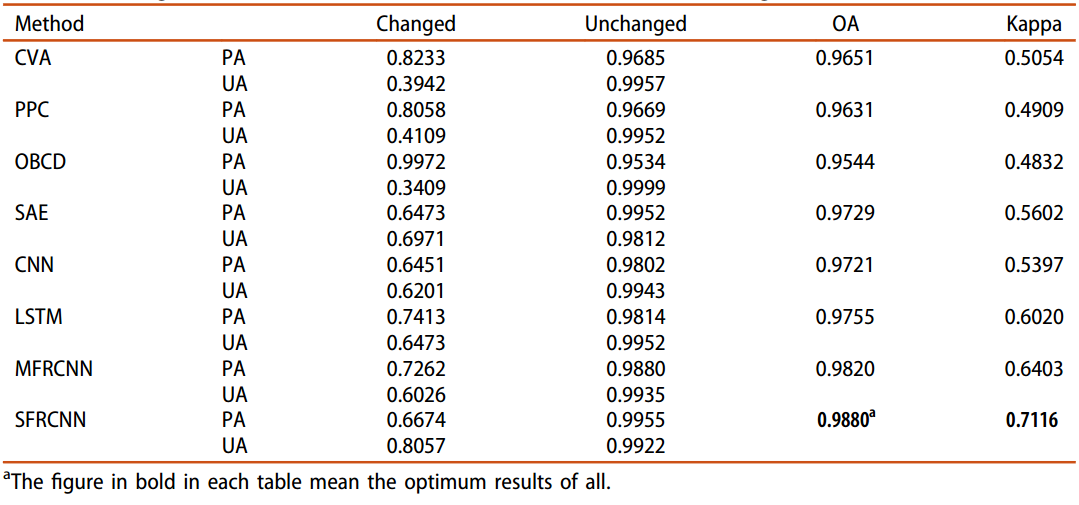 Method Changed Unchanged OA Kappa
CVA PA 0.8233 0.9685 0.9651 0.5054
UA 0.3942 0.9957
PPC PA 0.8058 0.9669 0.9631 0.4909
UA 0.4109 0.9952
OBCD PA 0.9972 0.9534 0.9544 0.4832
UA 0.3409 0.9999
SAE PA 0.6473 0.9952 0.9729 0.5602
UA 0.6971 0.9812
CNN PA 0.6451 0.9802 0.9721 0.5397
UA 0.6201 0.9943
LSTM PA 0.7413 0.9814 0.9755 0.6020
UA 0.6473 0.9952
MFRCNN PA 0.7262 0.9880 0.9820 0.6403
UA 0.6026 0.9935
SFRCNN PA 0.6674 0.9955 0.9880a 0.7116
UA 0.8057 0.9922
aThe figure in bold in each table mean the optimum results of all.